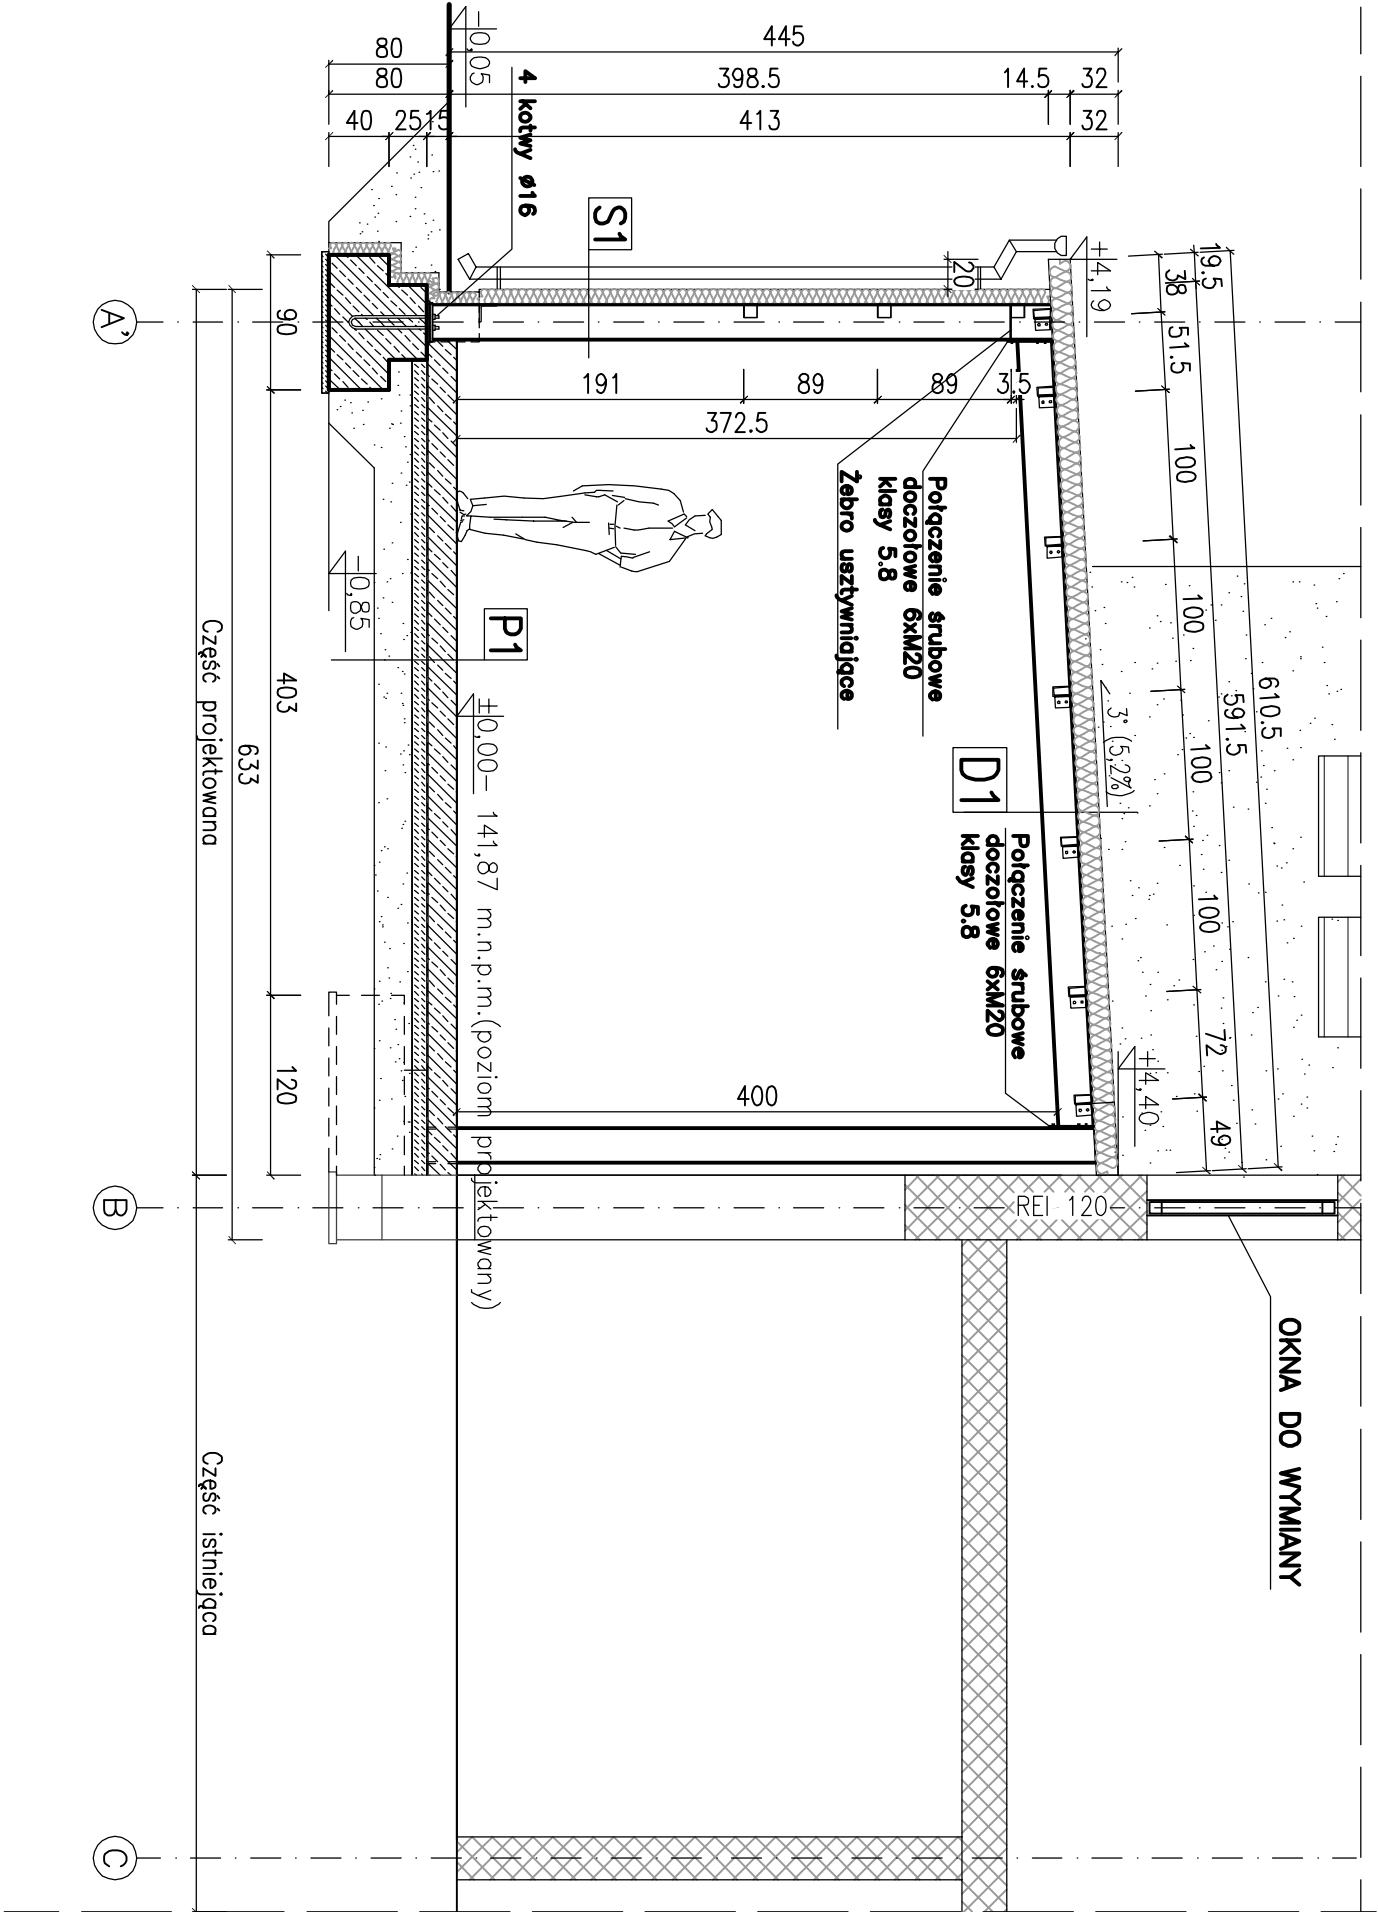 445
80
398.5
14.5
32
80
413
32
40
25
15
-0,05
4 kotwy ø16
S1
20
+4,19
19.5
38
51.5
100
100
100
100
72
49
591.5
610.5
A'
90
191
89
89
3.5
372.5
Połączenie śrubowe
doczołowe 6xM20
klasy 5.8
Żebro usztywniające
3° (5,2%)
D1
Połączenie śrubowe
doczołowe 6xM20
klasy 5.8
+4,40
400
P1
-0,85
±0,00- 141,87 m.n.p.m.(poziom projektowany)
403
120
633
Część projektowana
B
REI 120
OKNA DO WYMIANY
Część istniejąca
C